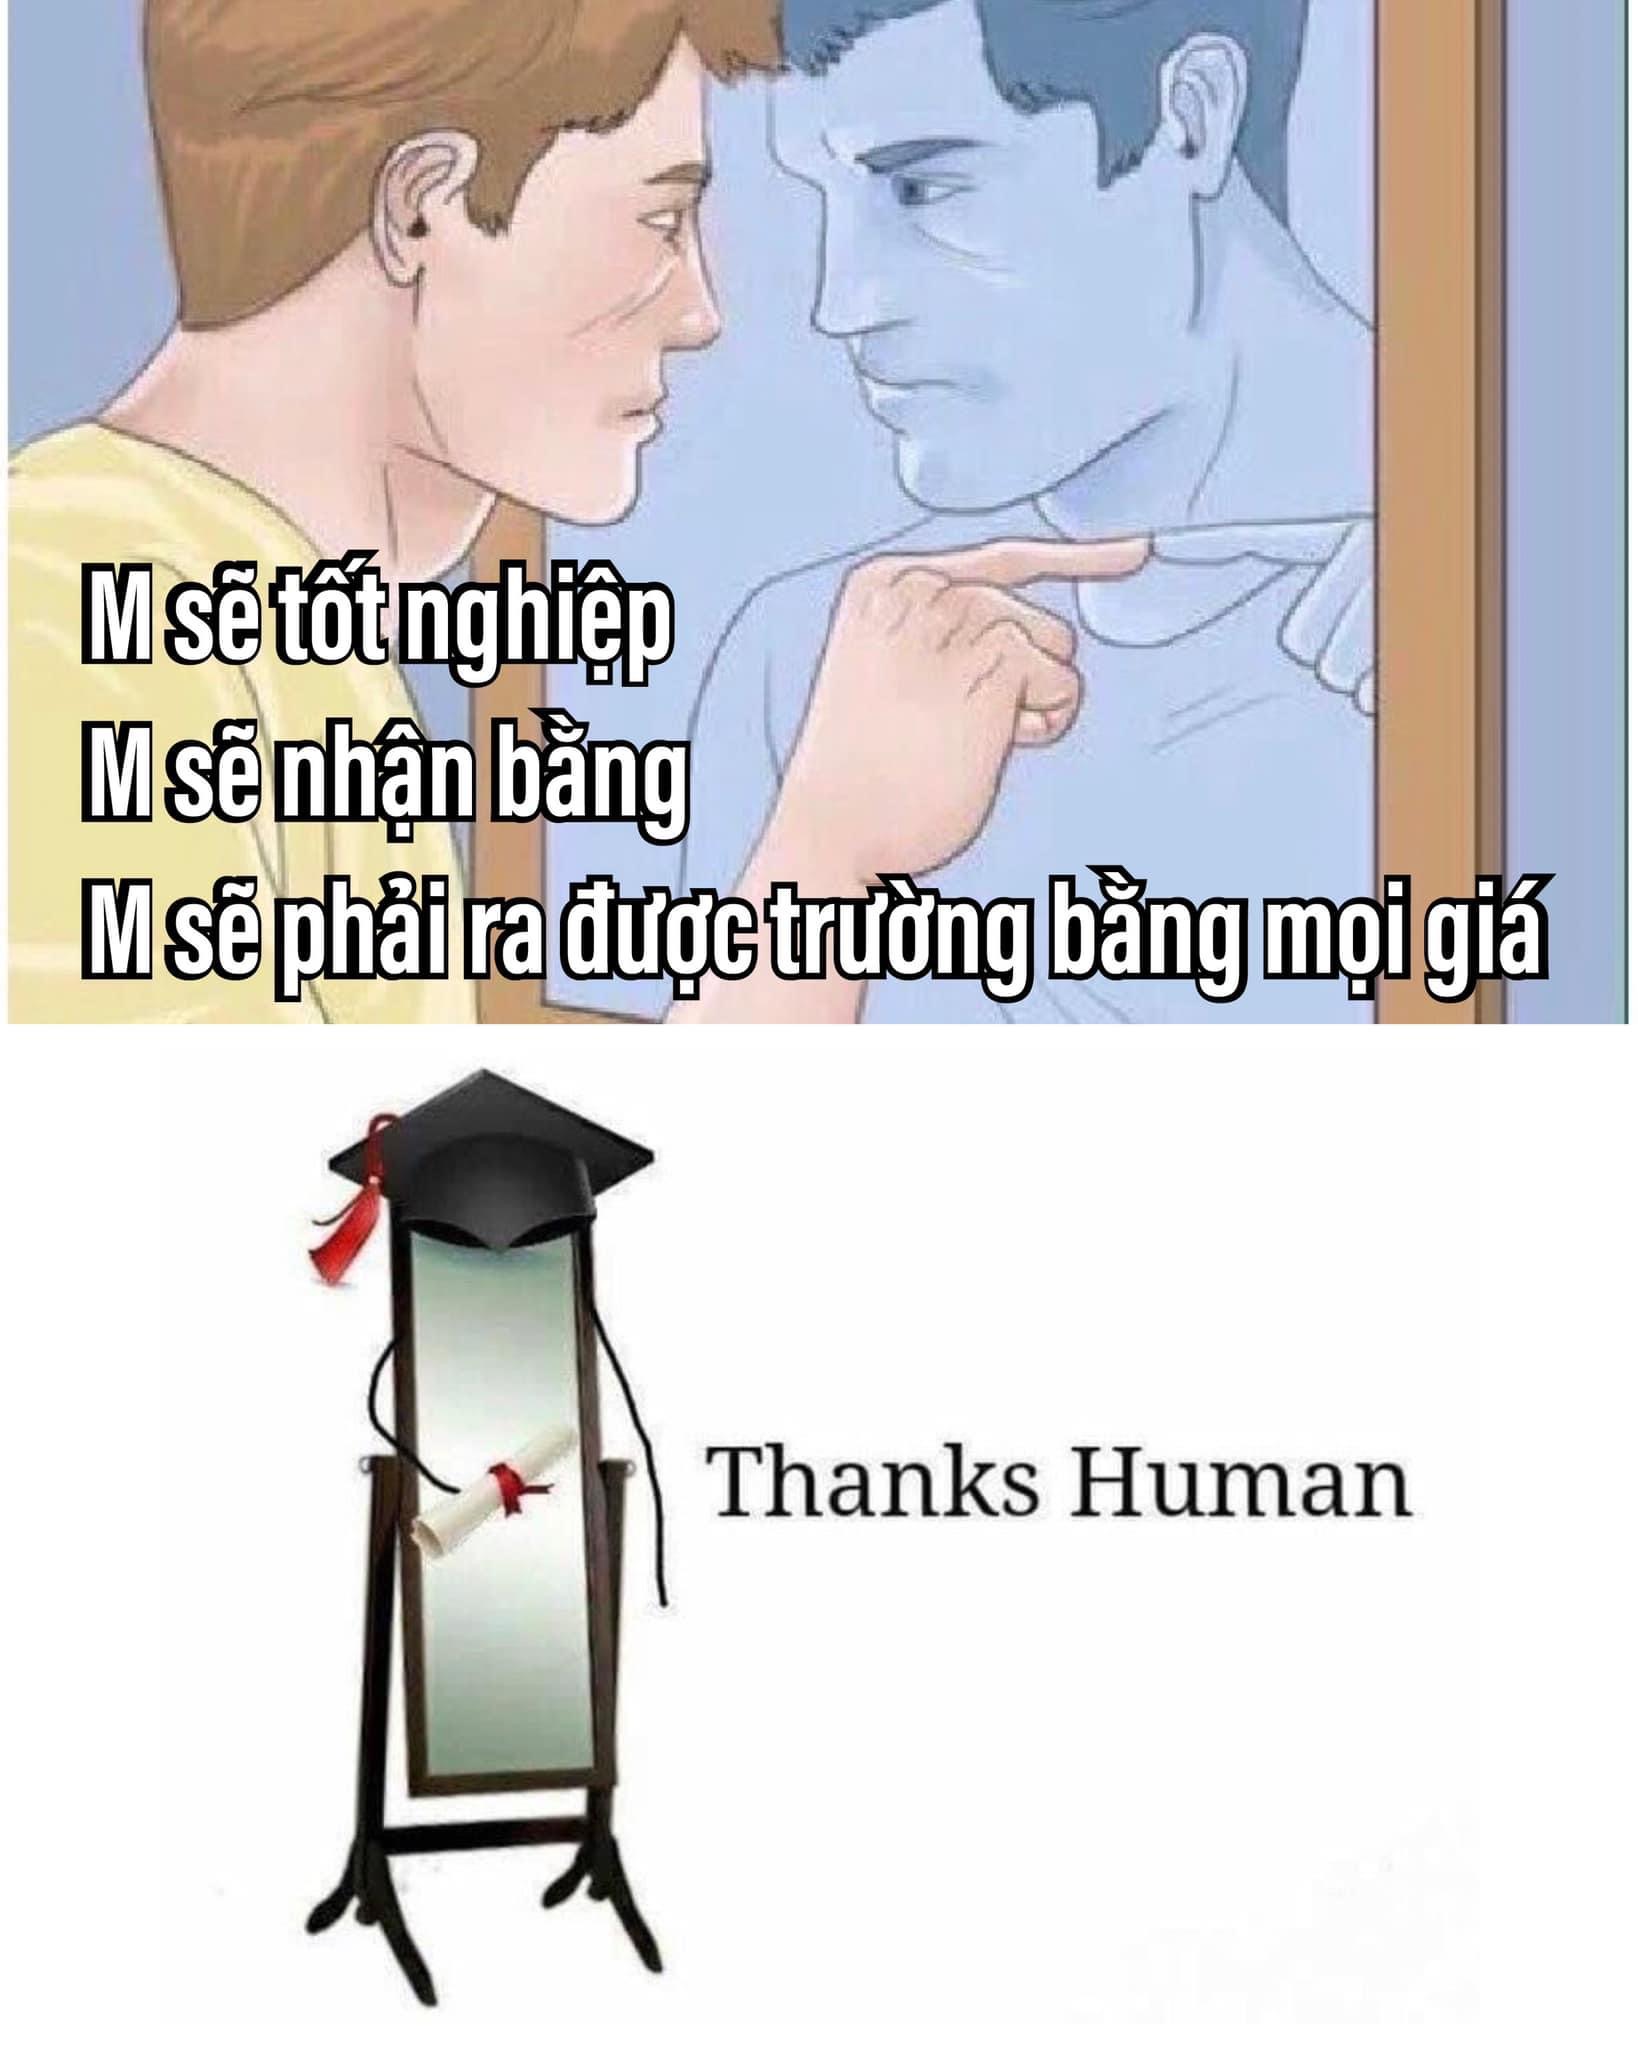 M sẽ tốt nghiệp
M sẽ nhận bằng
M sẽ phải ra được trường bằng mọi giá
Thanks Human